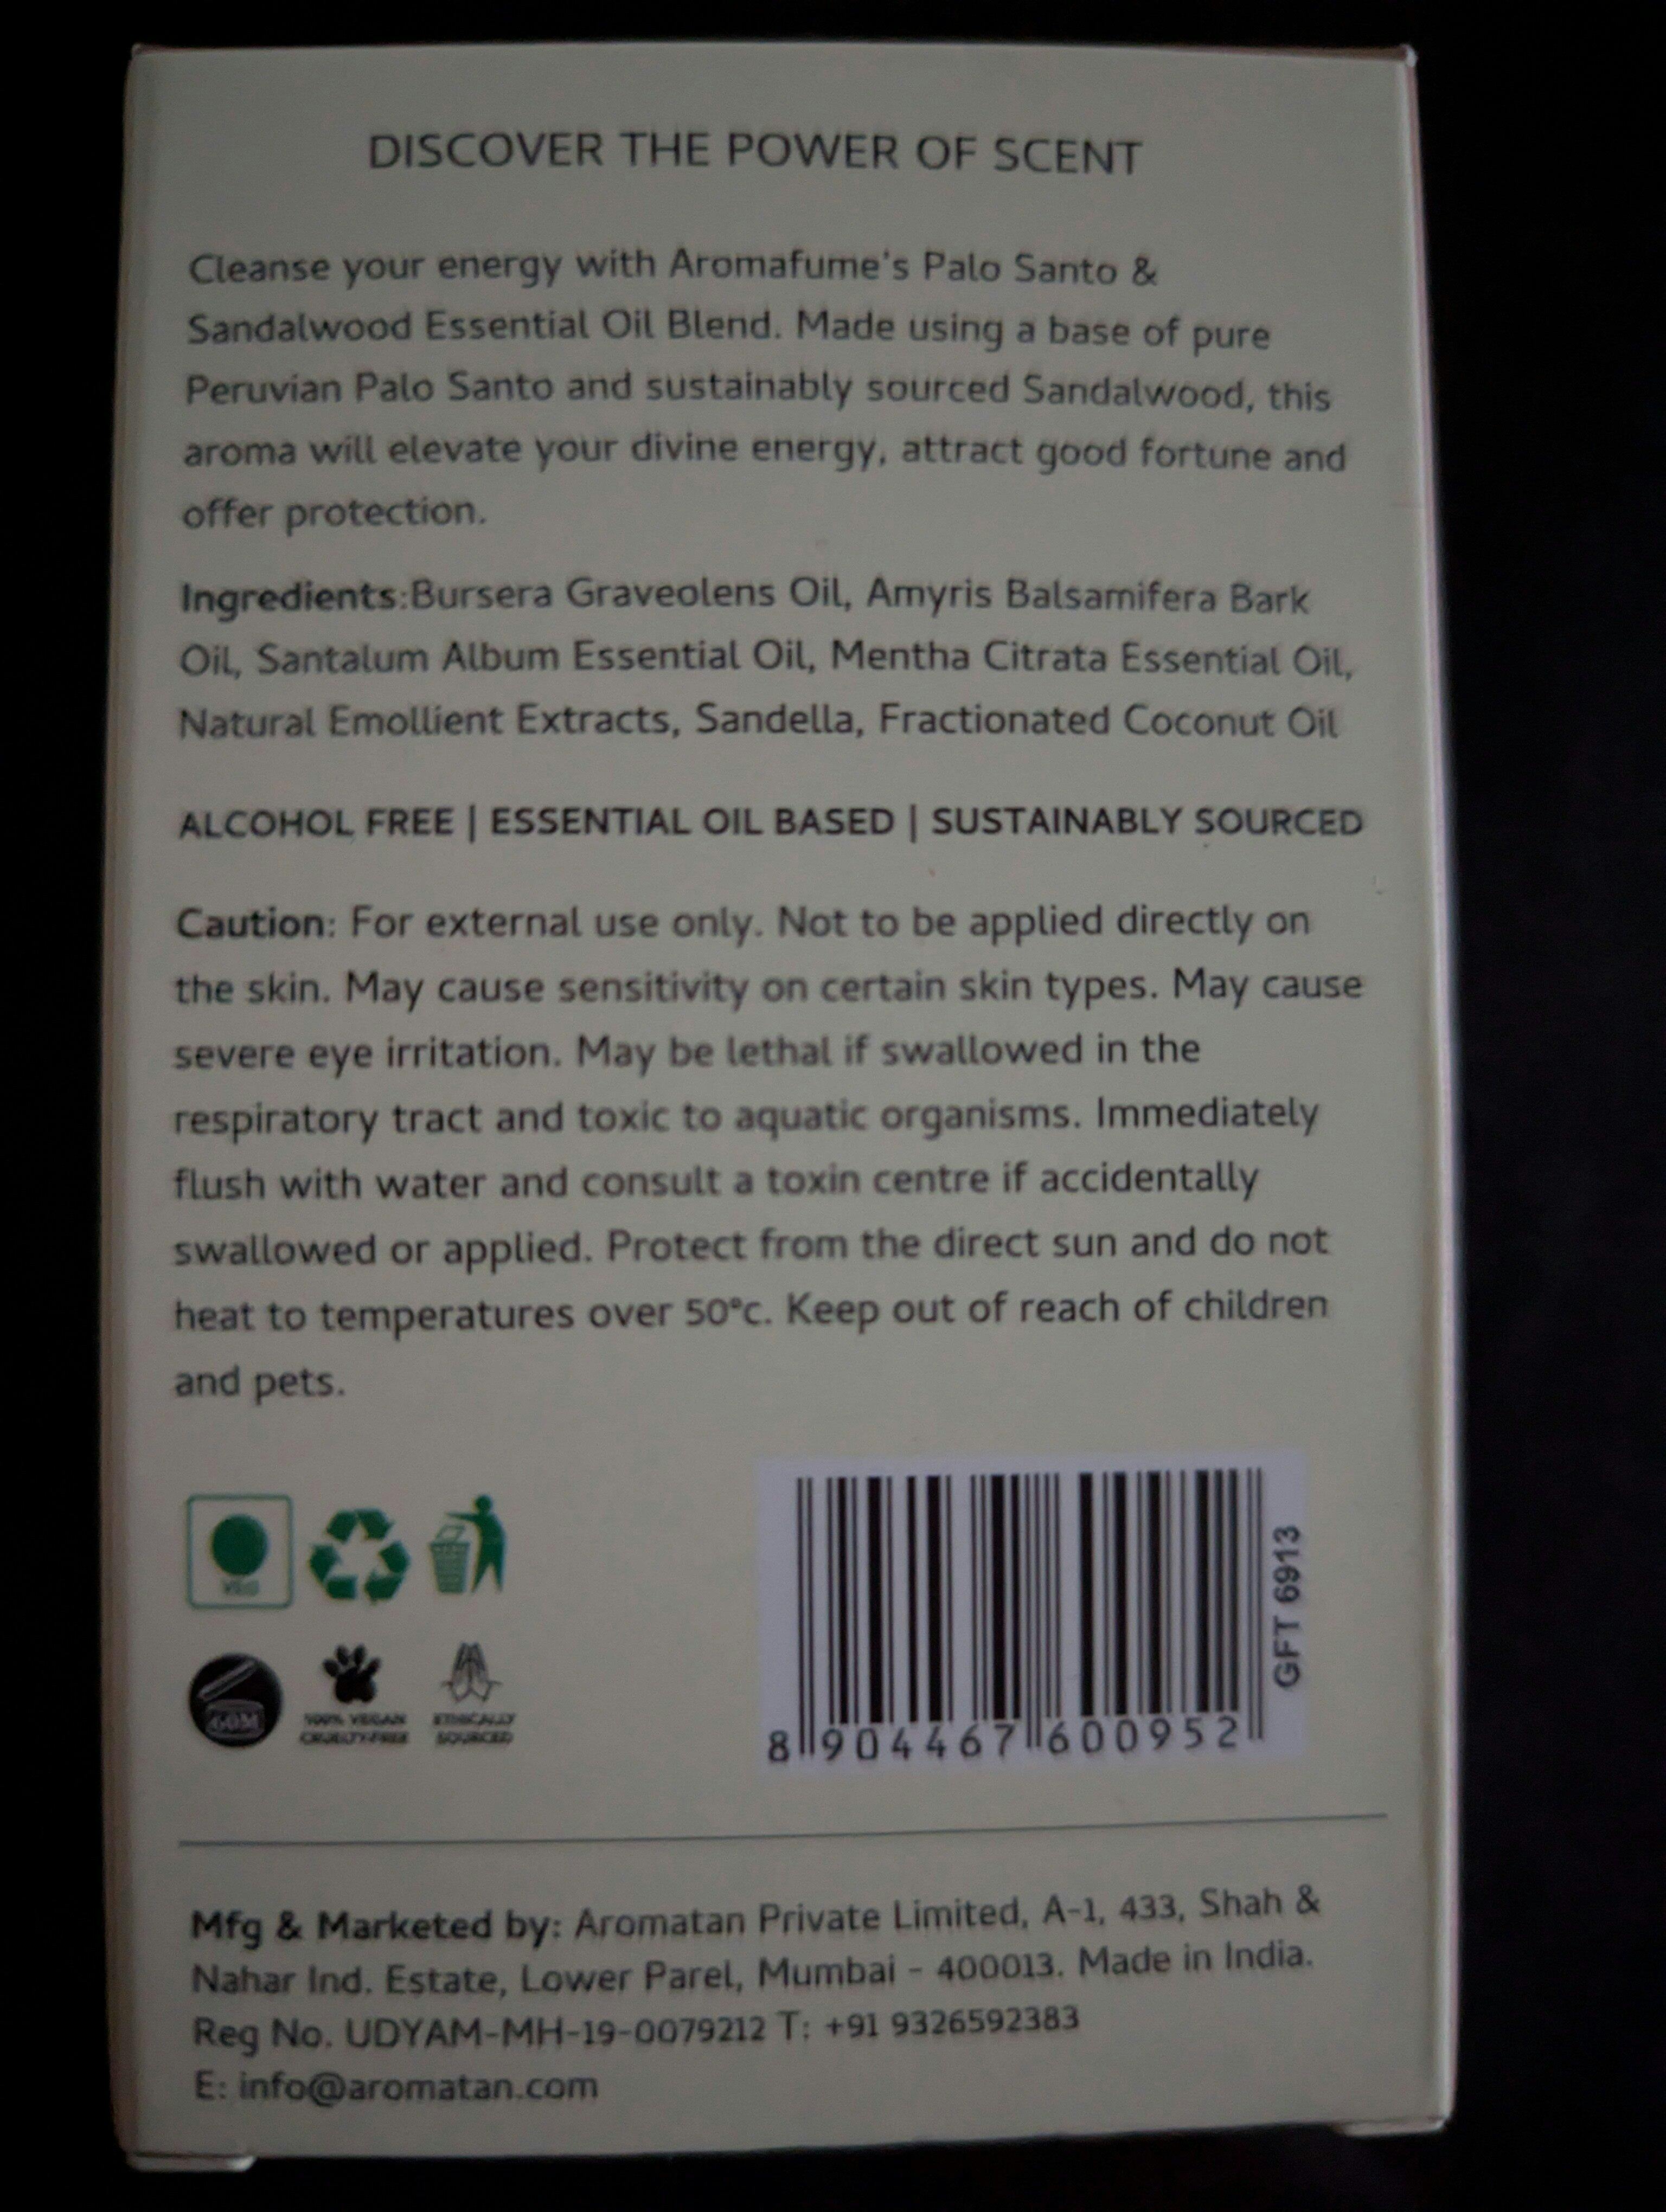 DISCOVER THE POWER OF SCENT
Cleanse your energy with Aromafume's Palo Santo &
Sandalwood Essential Oil Blend. Made using a base of pure
Peruvian Palo Santo and sustainably sourced Sandalwood, this
aroma will elevate your divine energy, attract good fortune and
offer protection.
Ingredients:Bursera Graveolens Oil, Amyris Balsamifera Bark
Oil, Santalum Album Essential Oil, Mentha Citrata Essential Oil,
Natural Emollient Extracts, Sandella, Fractionated Coconut Oil
ALCOHOL FREE | ESSENTIAL OIL BASED | SUSTAINABLY SOURCED
Caution: For external use only. Not to be applied directly on
the skin. May cause sensitivity on certain skin types. May cause
severe eye irritation. May be lethal if swallowed in the
respiratory tract and toxic to aquatic organisms. Immediately
flush with water and consult a toxin centre if accidentally
swallowed or applied. Protect from the direct sun and do not
heat to temperatures over 50°c. Keep out of reach of children
and pets.
VEG
60M
100% VEGAN
CRUELTY-FREE
ETHICALLY
SOURCED
GFT 6913
8 904467 600952
Mfg & Marketed by: Aromatan Private Limited, A-1, 433, Shah &
Nahar Ind. Estate, Lower Parel, Mumbai - 400013. Made in India.
Reg No. UDYAM-MH-19-0079212 T: +91 9326592383
E: info@aromatan.com